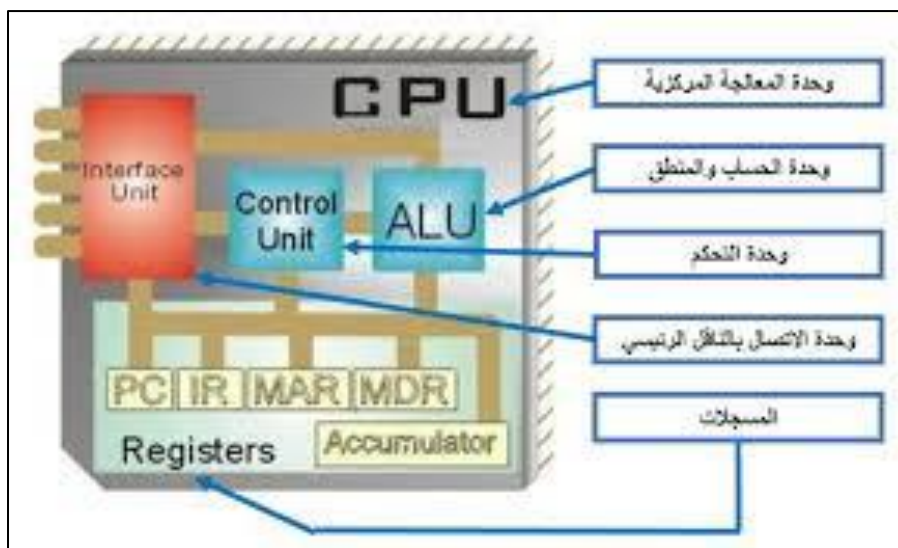 CPU
وحدة المعالجة المركزية
Interface
Unit
Control
Unit
ALU
وحدة الحساب والمنطق
وحدة التحكم
وحدة الاتصال بالناقل الرئيسي
PC IR MAR MDR
المسجلات
Accumulator
Registers